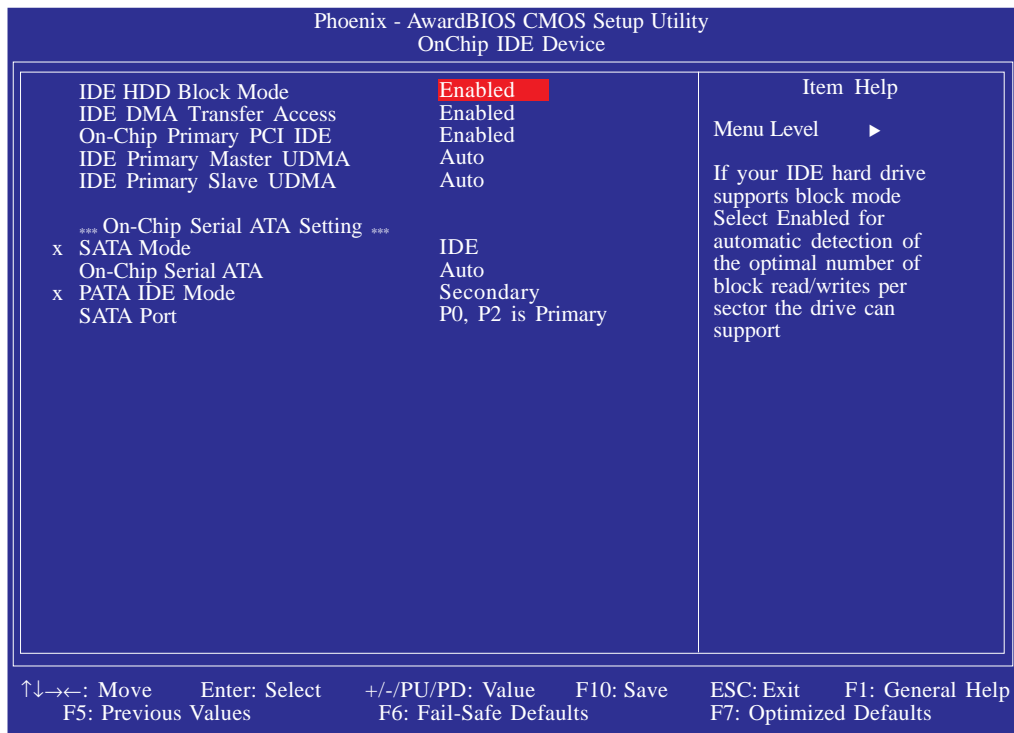 Phoenix - AwardBIOS CMOS Setup Utility
OnChip IDE Device
IDE HDD Block Mode Enabled
IDE DMA Transfer Access Enabled
On-Chip Primary PCI IDE Enabled
IDE Primary Master UDMA Auto
IDE Primary Slave UDMA Auto
*** On-Chip Serial ATA Setting ***
x SATA Mode IDE
On-Chip Serial ATA Auto
x PATA IDE Mode Secondary
SATA Port P0, P2 is Primary
Item Help
Menu Level ▶
If your IDE hard drive
supports block mode
Select Enabled for
automatic detection of
the optimal number of
block read/writes per
sector the drive can
support
↑↓→←: Move Enter: Select +/-/PU/PD: Value F10: Save ESC: Exit F1: General Help
F5: Previous Values F6: Fail-Safe Defaults F7: Optimized Defaults